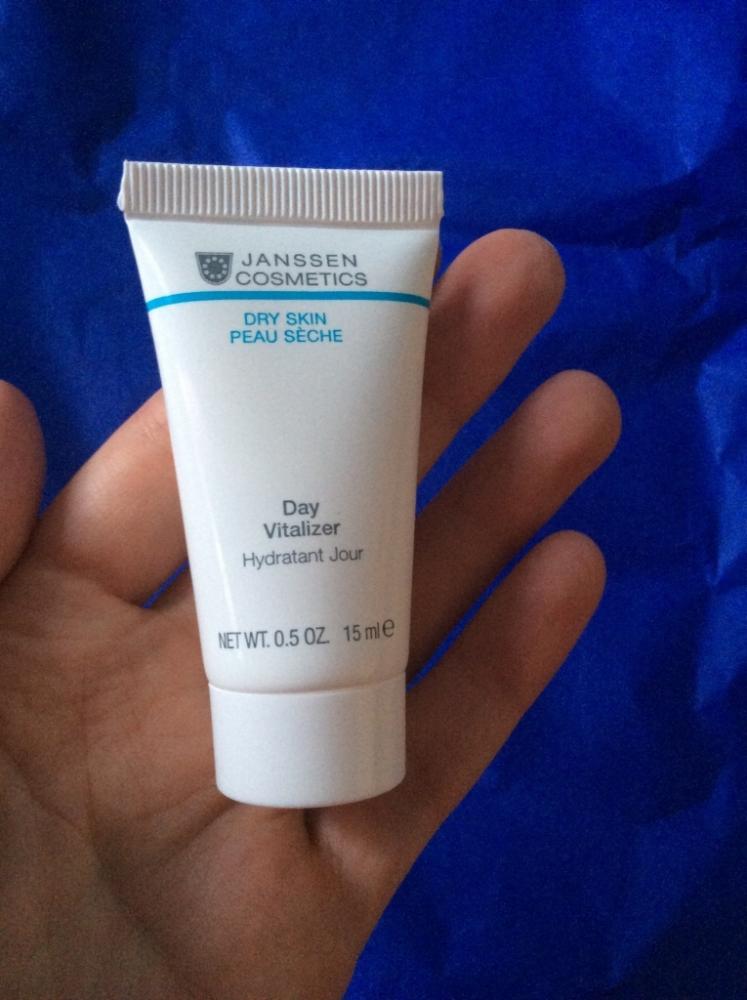 JANSSEN
COSMETICS
DRY SKIN
PEAU SÈCHE
Day
Vitalizer
Hydratant Jour
NET WT. 0.5 OZ. 15 ml ℮